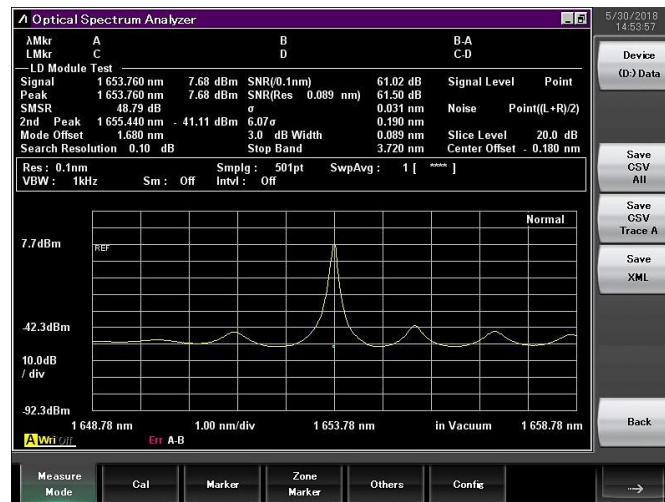 Optical Spectrum Analyzer
5/30/2018
14:53:57
λMkr A B B-A
LMkr C D C-D
LD Module Test
Signal 1 653.760 nm 7.68 dBm SNR(/0.1nm) 61.02 dB Signal Level Point
Peak 1 653.760 nm 7.68 dBm SNR(Res 0.089 nm) 61.50 dB
SMSR 48.79 dB σ 0.031 nm Noise Point((L+R)/2)
2nd Peak 1 655.440 nm - 41.11 dBm 6.07σ 0.190 nm
Mode Offset 1.680 nm 3.0 dB Width 0.089 nm Slice Level 20.0 dB
Search Resolution 0.10 dB Stop Band 3.720 nm Center Offset - 0.180 nm
Res : 0.1nm Smplg : 501pt SwpAvg : 1 [ **** ]
VBW : 1kHz Sm : Off Intvl : Off
Normal
7.7dBm
REF
-42.3dBm
10.0dB
/ div
-92.3dBm
1 648.78 nm 1.00 nm/div 1 653.78 nm in Vacuum 1 658.78 nm
A Wri Off Err A-B
Device
(D:) Data
Save
CSV
All
Save
CSV
Trace A
Save
XML
Back
Measure
Mode
Cal
Marker
Zone
Marker
Others
Config